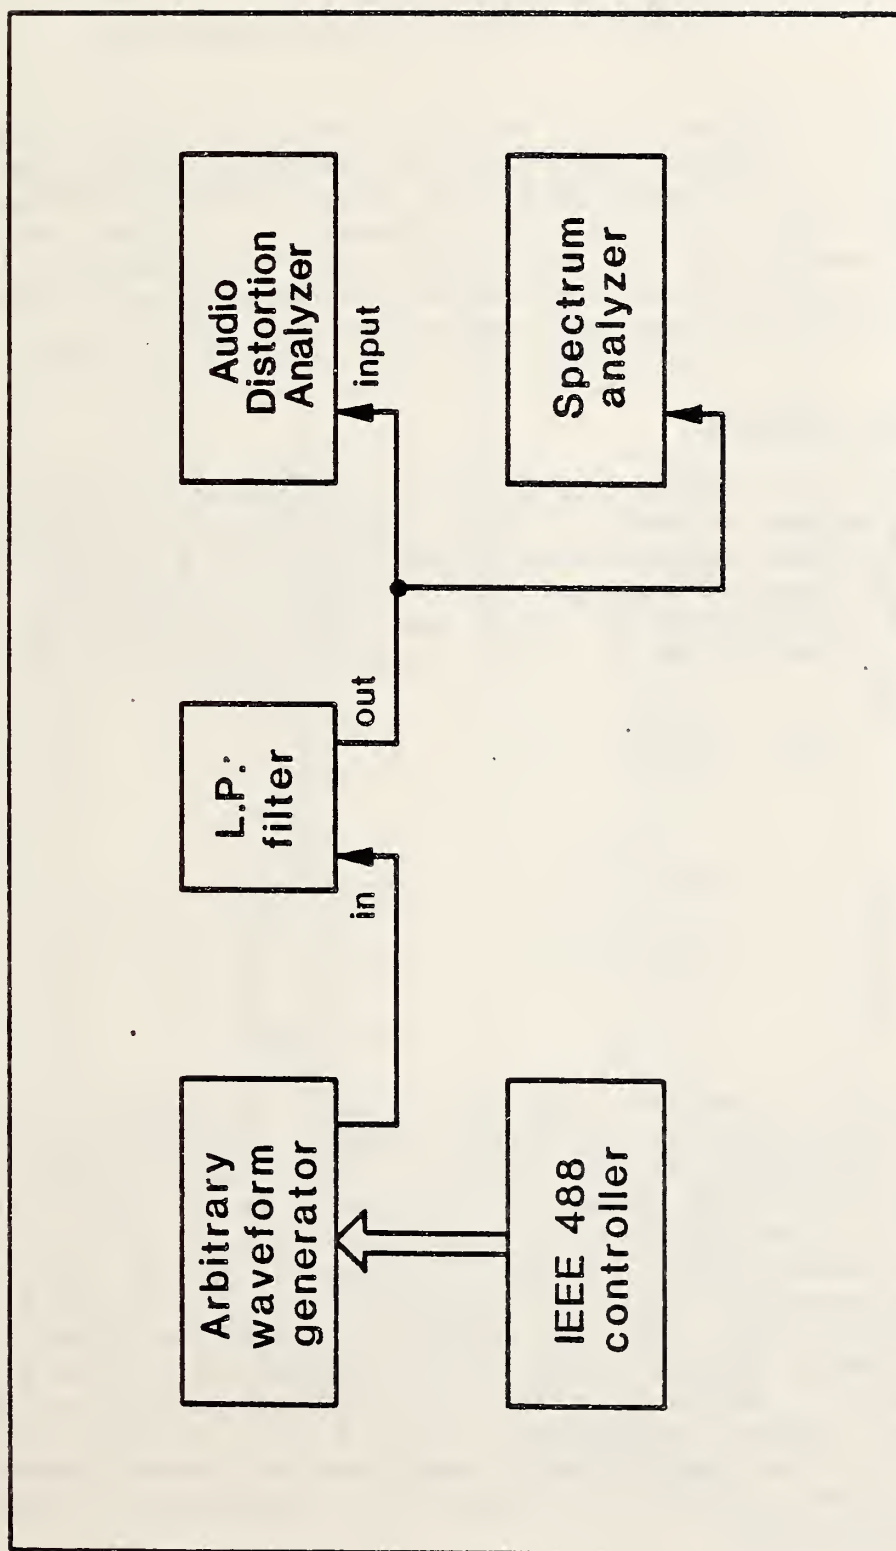 Arbitrary
waveform
generator
IEEE 488
controller
in
L.P.
filter
out
Audio
Distortion
Analyzer
input
Spectrum
analyzer